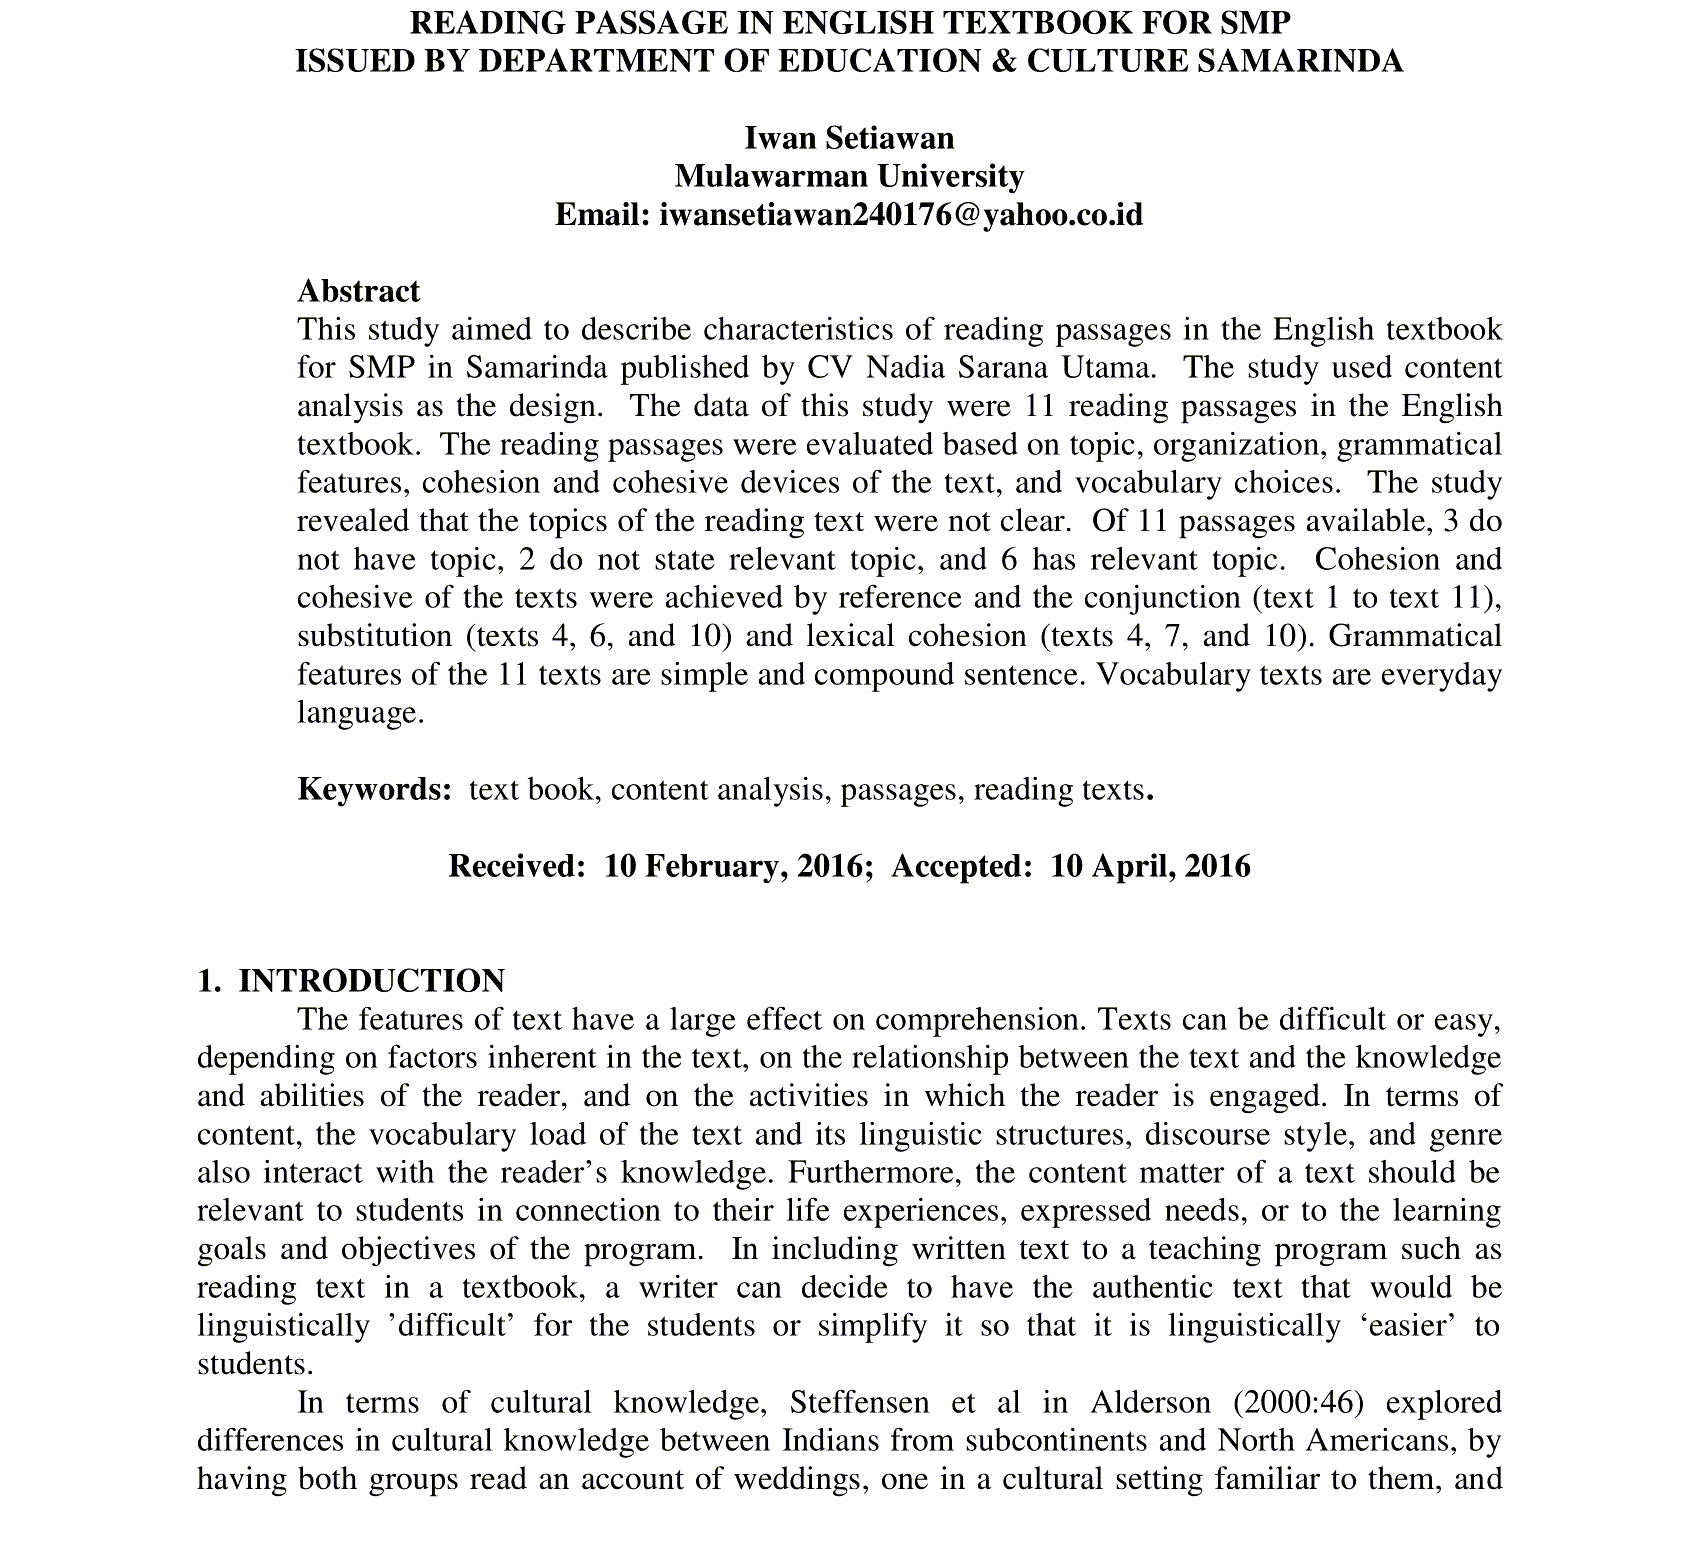 READING PASSAGE IN ENGLISH TEXTBOOK FOR SMP
ISSUED BY DEPARTMENT OF EDUCATION & CULTURE SAMARINDA
Iwan Setiawan
Mulawarman University
Email: iwansetiawan240176@yahoo.co.id
Abstract
This study aimed to describe characteristics of reading passages in the English textbook
for SMP in Samarinda published by CV Nadia Sarana Utama.  The study used content
analysis as the design.  The data of this study were 11 reading passages in the English
textbook.  The reading passages were evaluated based on topic, organization, grammatical
features, cohesion and cohesive devices of the text, and vocabulary choices.  The study
revealed that the topics of the reading text were not clear.  Of 11 passages available, 3 do
not have topic, 2 do not state relevant topic, and 6 has relevant topic.  Cohesion and
cohesive of the texts were achieved by reference and the conjunction (text 1 to text 11),
substitution (texts 4, 6, and 10) and lexical cohesion (texts 4, 7, and 10). Grammatical
features of the 11 texts are simple and compound sentence. Vocabulary texts are everyday
language.
Keywords:  text book, content analysis, passages, reading texts.
Received:  10 February, 2016;  Accepted:  10 April, 2016
1.  INTRODUCTION
The features of text have a large effect on comprehension. Texts can be difficult or easy,
depending on factors inherent in the text, on the relationship between the text and the knowledge
and abilities of the reader, and on the activities in which the reader is engaged. In terms of
content, the vocabulary load of the text and its linguistic structures, discourse style, and genre
also interact with the reader’s knowledge. Furthermore, the content matter of a text should be
relevant to students in connection to their life experiences, expressed needs, or to the learning
goals and objectives of the program.  In including written text to a teaching program such as
reading text in a textbook, a writer can decide to have the authentic text that would be
linguistically ’difficult’ for the students or simplify it so that it is linguistically ‘easier’ to
students.
In terms of cultural knowledge, Steffensen et al in Alderson (2000:46) explored
differences in cultural knowledge between Indians from subcontinents and North Americans, by
having both groups read an account of weddings, one in a cultural setting familiar to them, and